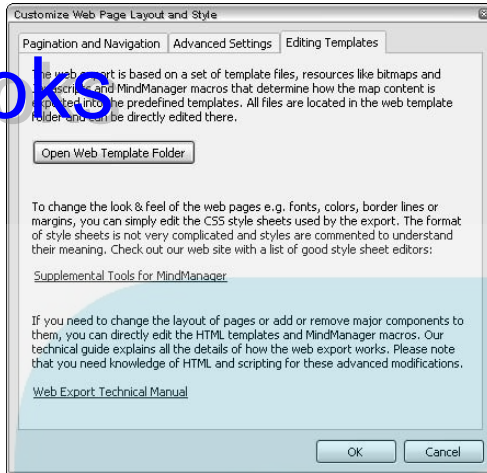 Customize Web Page Layout and Style
Pagination and Navigation Advanced Settings Editing Templates
The web export is based on a set of template files, resources like bitmaps and
and MindManager macros that determine how the map content is
into the predefined templates. All files are located in the web template
folder and can be directly edited there.
oks
Open Web Template Folder
To change the look & feel of the web pages e.g. fonts, colors, border lines or
margins, you can simply edit the CSS style sheets used by the export. The format
of style sheets is not very complicated and styles are commented to understand
their meaning. Check out our web site with a list of good style sheet editors:
Supplemental Tools for MindManager
If you need to change the layout of pages or add or remove major components to
them, you can directly edit the HTML templates and MindManager macros. Our
technical guide explains all the details of how the web export works. Please note
that you need knowledge of HTML and scripting for these advanced modifications.
Web Export Technical Manual
OK Cancel